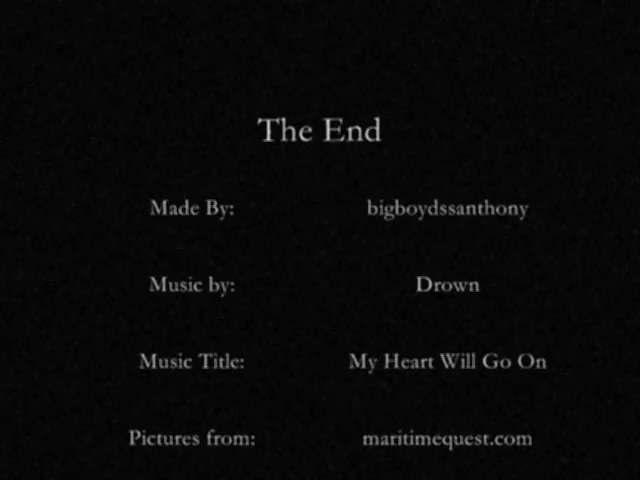 The End
Made By: bigboydssanthony
Music by: Drown
Music Title: My Heart Will Go On
Pictures from: maritimequest.com